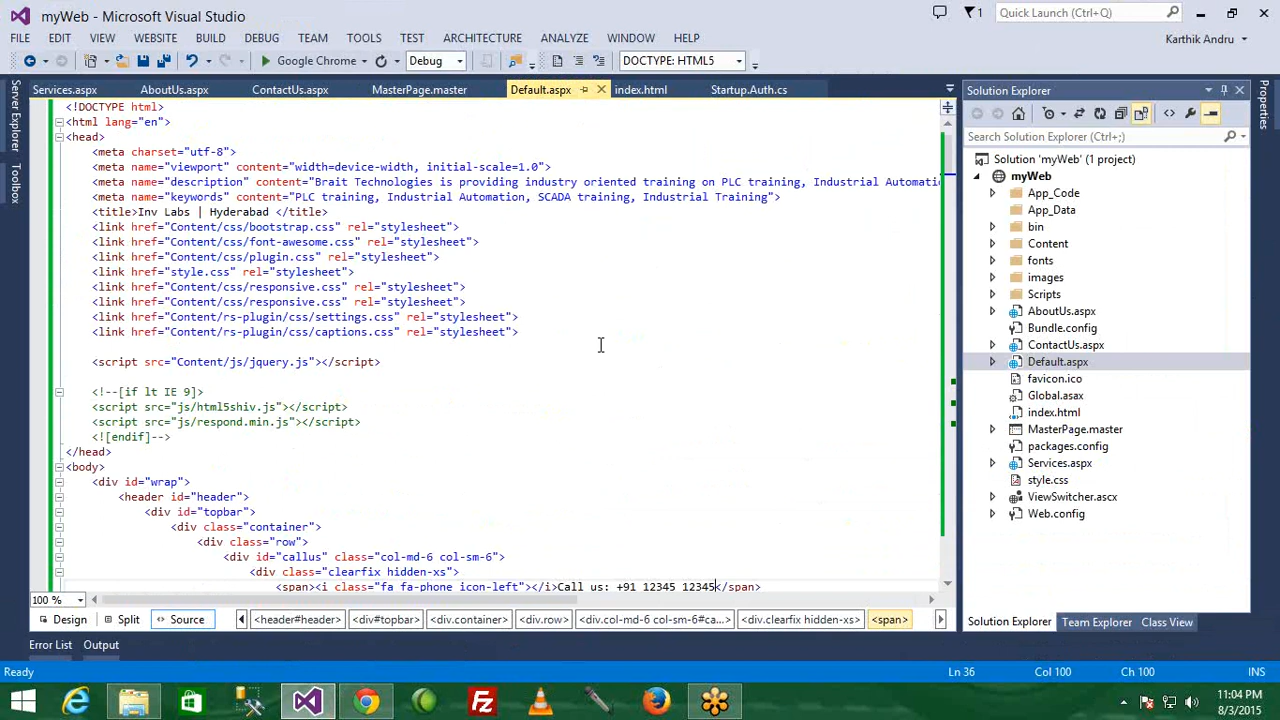 myWeb - Microsoft Visual Studio
1
Quick Launch (Ctrl+Q)
FILE EDIT VIEW WEBSITE BUILD DEBUG TEAM TOOLS TEST ARCHITECTURE ANALYZE WINDOW HELP
Karthik Andru
Google Chrome Debug DOCTYPE: HTML5
Server Explorer
Toolbox
Services.aspx AboutUs.aspx ContactUs.aspx MasterPage.master Default.aspx index.html Startup.Auth.cs
<!DOCTYPE html>
<html lang="en">
<head>
<meta charset="utf-8">
<meta name="viewport" content="width=device-width, initial-scale=1.0">
<meta name="description" content="Brait Technologies is providing industry oriented training on PLC training, Industrial Automatic
<meta name="keywords" content="PLC training, Industrial Automation, SCADA training, Industrial Training">
<title>Inv Labs | Hyderabad </title>
<link href="Content/css/bootstrap.css" rel="stylesheet">
<link href="Content/css/font-awesome.css" rel="stylesheet">
<link href="Content/css/plugin.css" rel="stylesheet">
<link href="style.css" rel="stylesheet">
<link href="Content/css/responsive.css" rel="stylesheet">
<link href="Content/css/responsive.css" rel="stylesheet">
<link href="Content/rs-plugin/css/settings.css" rel="stylesheet">
<link href="Content/rs-plugin/css/captions.css" rel="stylesheet">
<script src="Content/js/jquery.js"></script>
<!--[if lt IE 9]>
<script src="js/html5shiv.js"></script>
<script src="js/respond.min.js"></script>
<![endif]-->
</head>
<body>
<div id="wrap">
<header id="header">
<div id="topbar">
<div class="container">
<div class="row">
<div id="callus" class="col-md-6 col-sm-6">
<div class="clearfix hidden-xs">
<span><i class="fa fa-phone icon-left"></i>Call us: +91 12345 12345</span>
100 %
Design Split Source <header#header> <div#topbar> <div.container> <div.row> <div.col-md-6 col-sm-6#ca...> <div.clearfix hidden-xs> <span>
Solution Explorer
Search Solution Explorer (Ctrl+;)
Solution 'myWeb' (1 project)
myWeb
App_Code
App_Data
bin
Content
fonts
images
Scripts
AboutUs.aspx
Bundle.config
ContactUs.aspx
Default.aspx
favicon.ico
Global.asax
index.html
MasterPage.master
packages.config
Services.aspx
style.css
ViewSwitcher.ascx
Web.config
Solution Explorer Team Explorer Class View
Properties
Error List Output
Ready Ln 36 Col 100 Ch 100 INS
11:04 PM
8/3/2015